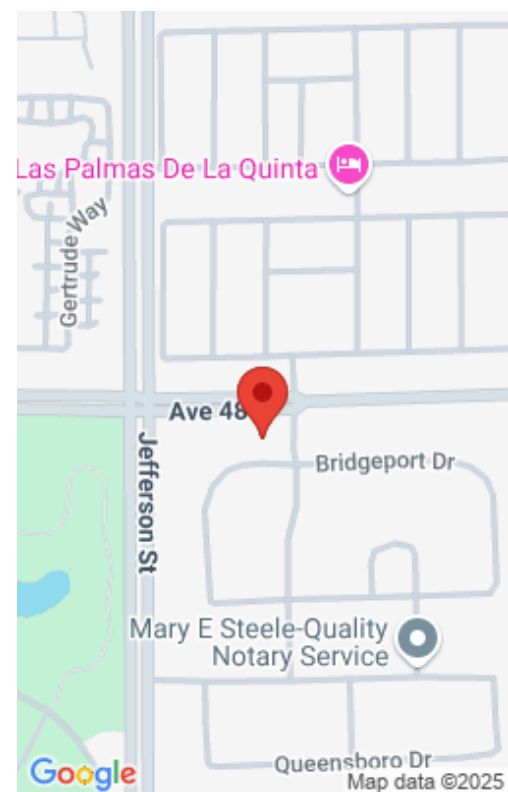 Las Palmas De La Quinta
Gertrude Way
Ave 48
Jefferson St
Bridgeport Dr
Mary E Steele-Quality
Notary Service
Queensboro Dr
Google
Map data ©2025